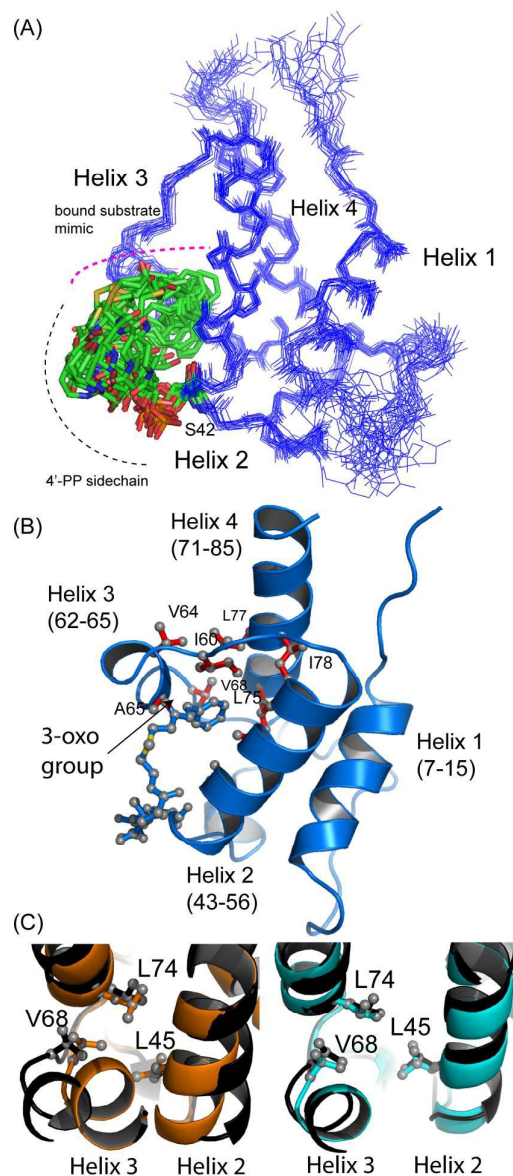 (A)
Helix 3
bound substrate
mimic
Helix 4
Helix 1
S42
Helix 2
4'-PP sidechain
(B)
Helix 4
(71-85)
Helix 3
(62-65)
V64
L77
I60
I78
V68
L75
A65
3-oxo
group
Helix 1
(7-15)
Helix 2
(43-56)
(C)
L74
V68
L45
Helix 3
Helix 2
L74
V68
L45
Helix 3
Helix 2